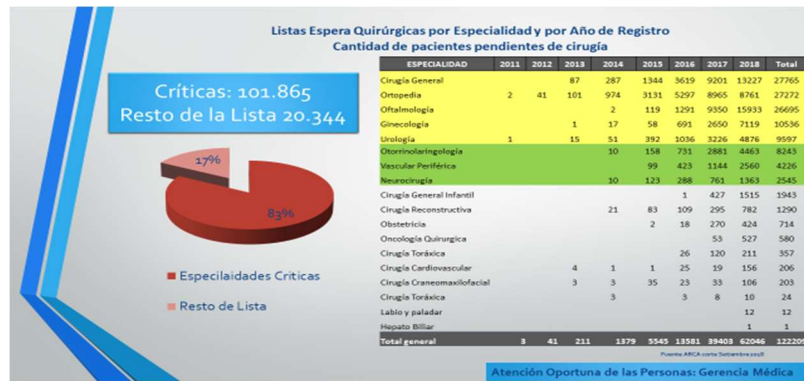 Listas Espera Quirúrgicas por Especialidad y por Año de Registro
Cantidad de pacientes pendientes de cirugía
Críticas: 101.865
Resto de la Lista 20.344
17%
83%
Especilaidades Criticas
Resto de Lista
ESPECIALIDAD 2011 2012 2013 2014 2015 2016 2017 2018 Total
Cirugía General 87 287 1344 3619 9201 13227 27765
Ortopedia 2 41 101 974 3131 5297 8965 8761 27272
Oftalmología 2 119 1291 9350 15933 26695
Ginecología 1 17 58 691 2650 7119 10536
Urología 1 15 51 392 1036 3226 4876 9597
Otorrinolaringología 10 158 731 2881 4463 8243
Vascular Periférica 99 423 1144 2560 4226
Neurocirugía 10 123 288 761 1363 2545
Cirugía General Infantil 1 427 1515 1943
Cirugía Reconstructiva 21 83 109 295 782 1290
Obstetricia 2 18 270 424 714
Oncología Quirurgica 53 527 580
Cirugía Toráxica 26 120 211 357
Cirugía Cardiovascular 4 1 1 25 19 156 206
Cirugía Craneomaxilofacial 3 3 35 23 33 106 203
Cirugía Toráxica 3 3 8 10 24
Lablo y paladar 12 12
Hepato Biliar 1 1
Total general 3 41 211 1379 5545 13581 39403 62046 122209
Fuente ARCA corte Setiembre 2018
Atención Oportuna de las Personas: Gerencia Médica